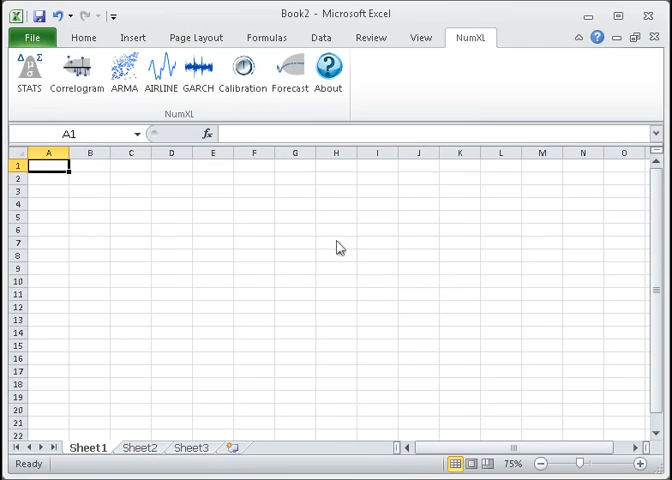 Book2 - Microsoft Excel
File Home Insert Page Layout Formulas Data Review View NumXL
STATS Correlogram ARMA AIRLINE GARCH Calibration Forecast About
NumXL
A1 fx
A B C D E F G H I J K L M N O
1
2
3
4
5
6
7
8
9
10
11
12
13
14
15
16
17
18
19
20
21
22
Sheet1 Sheet2 Sheet3
Ready 75%